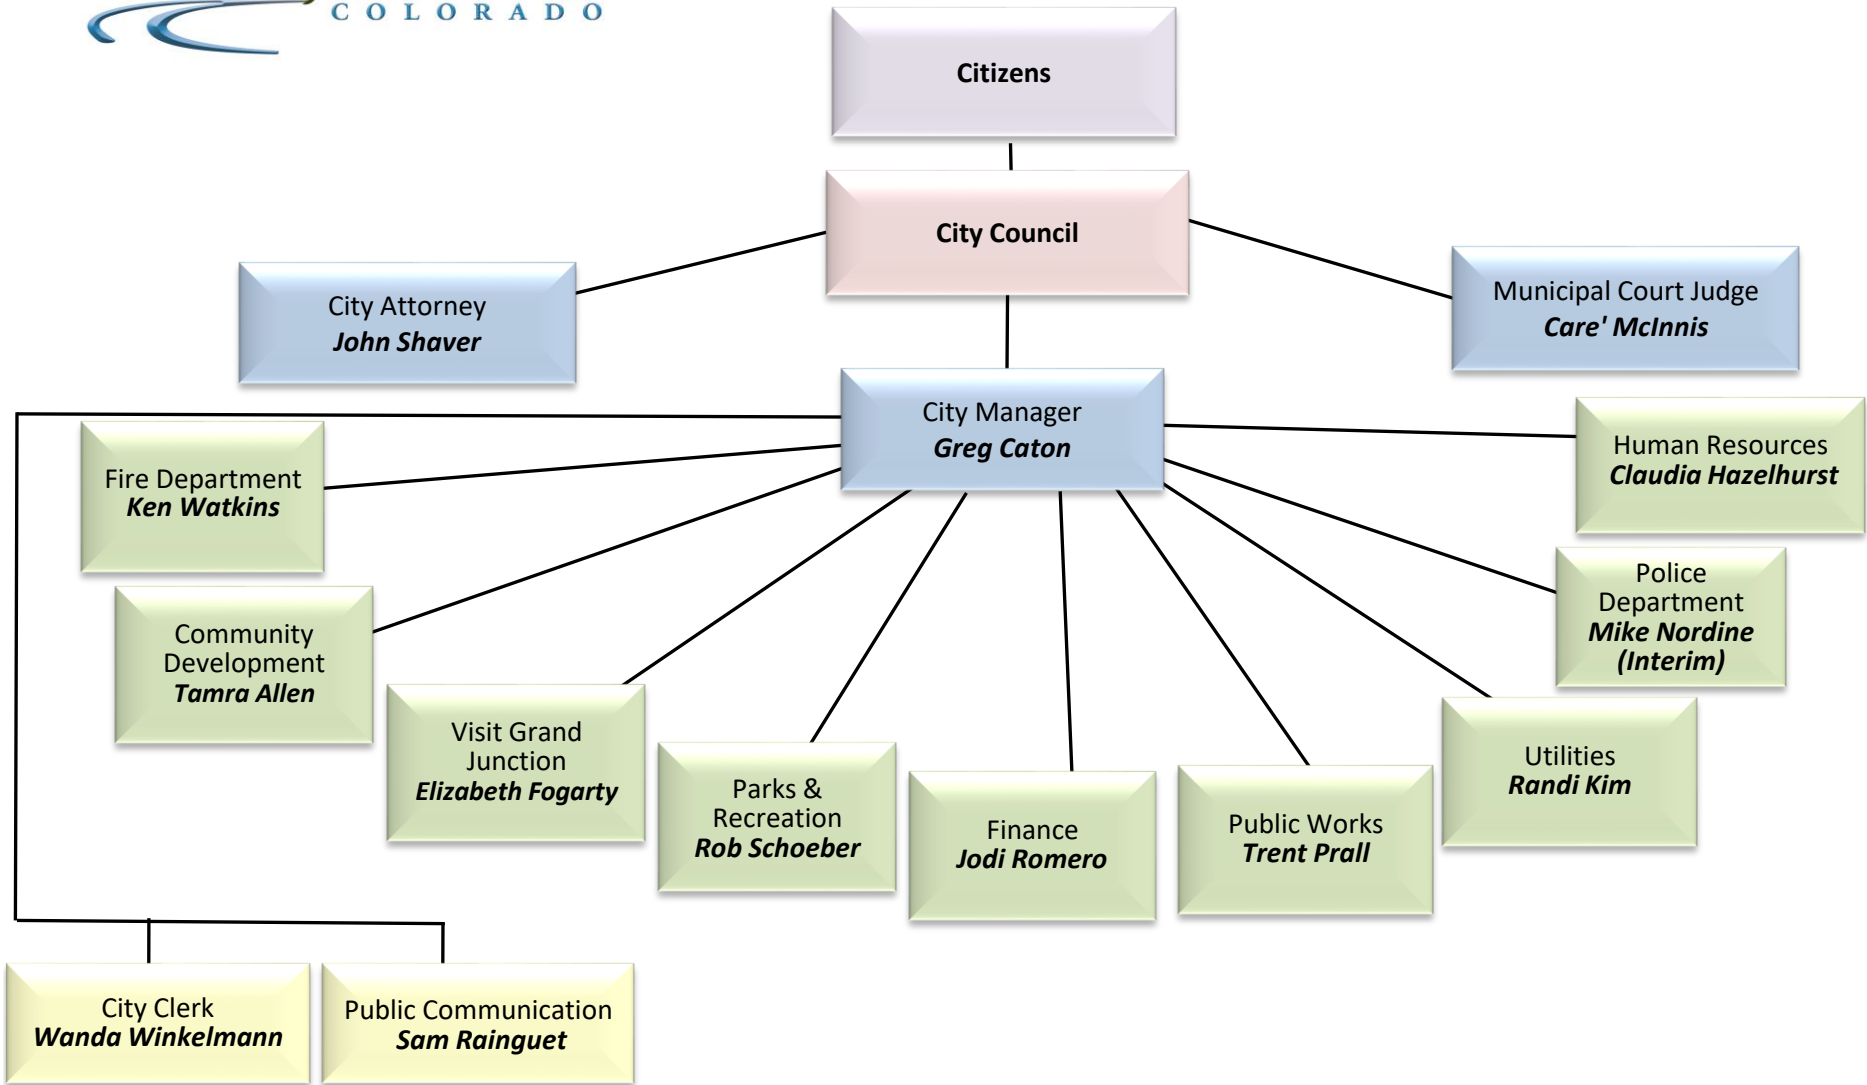 COLORADO
Citizens
City Council
City Attorney
John Shaver
Municipal Court Judge
Care' McInnis
City Manager
Greg Caton
Human Resources
Claudia Hazelhurst
Fire Department
Ken Watkins
Police
Department
Mike Nordine
(Interim)
Community
Development
Tamra Allen
Visit Grand
Junction
Elizabeth Fogarty
Utilities
Randi Kim
Parks &
Recreation
Rob Schoeber
Finance
Jodi Romero
Public Works
Trent Prall
City Clerk
Wanda Winkelmann
Public Communication
Sam Rainguet